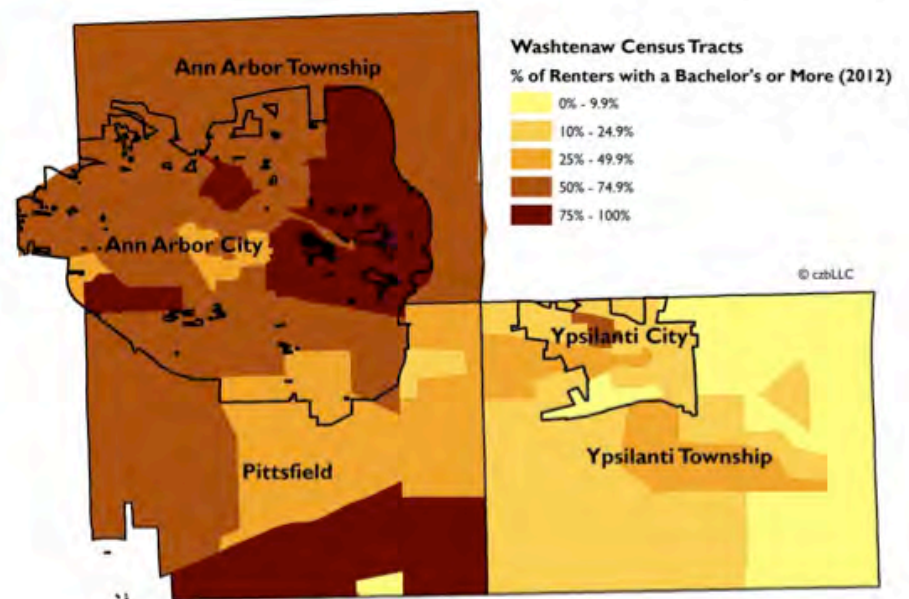 Washtenaw Census Tracts
% of Renters with a Bachelor's or More (2012)
0% - 9.9%
10% - 24.9%
25% - 49.9%
50% - 74.9%
75% - 100%
© czbLLC
Ann Arbor Township
Ann Arbor City
Ypsilanti City
Pittsfield
Ypsilanti Township